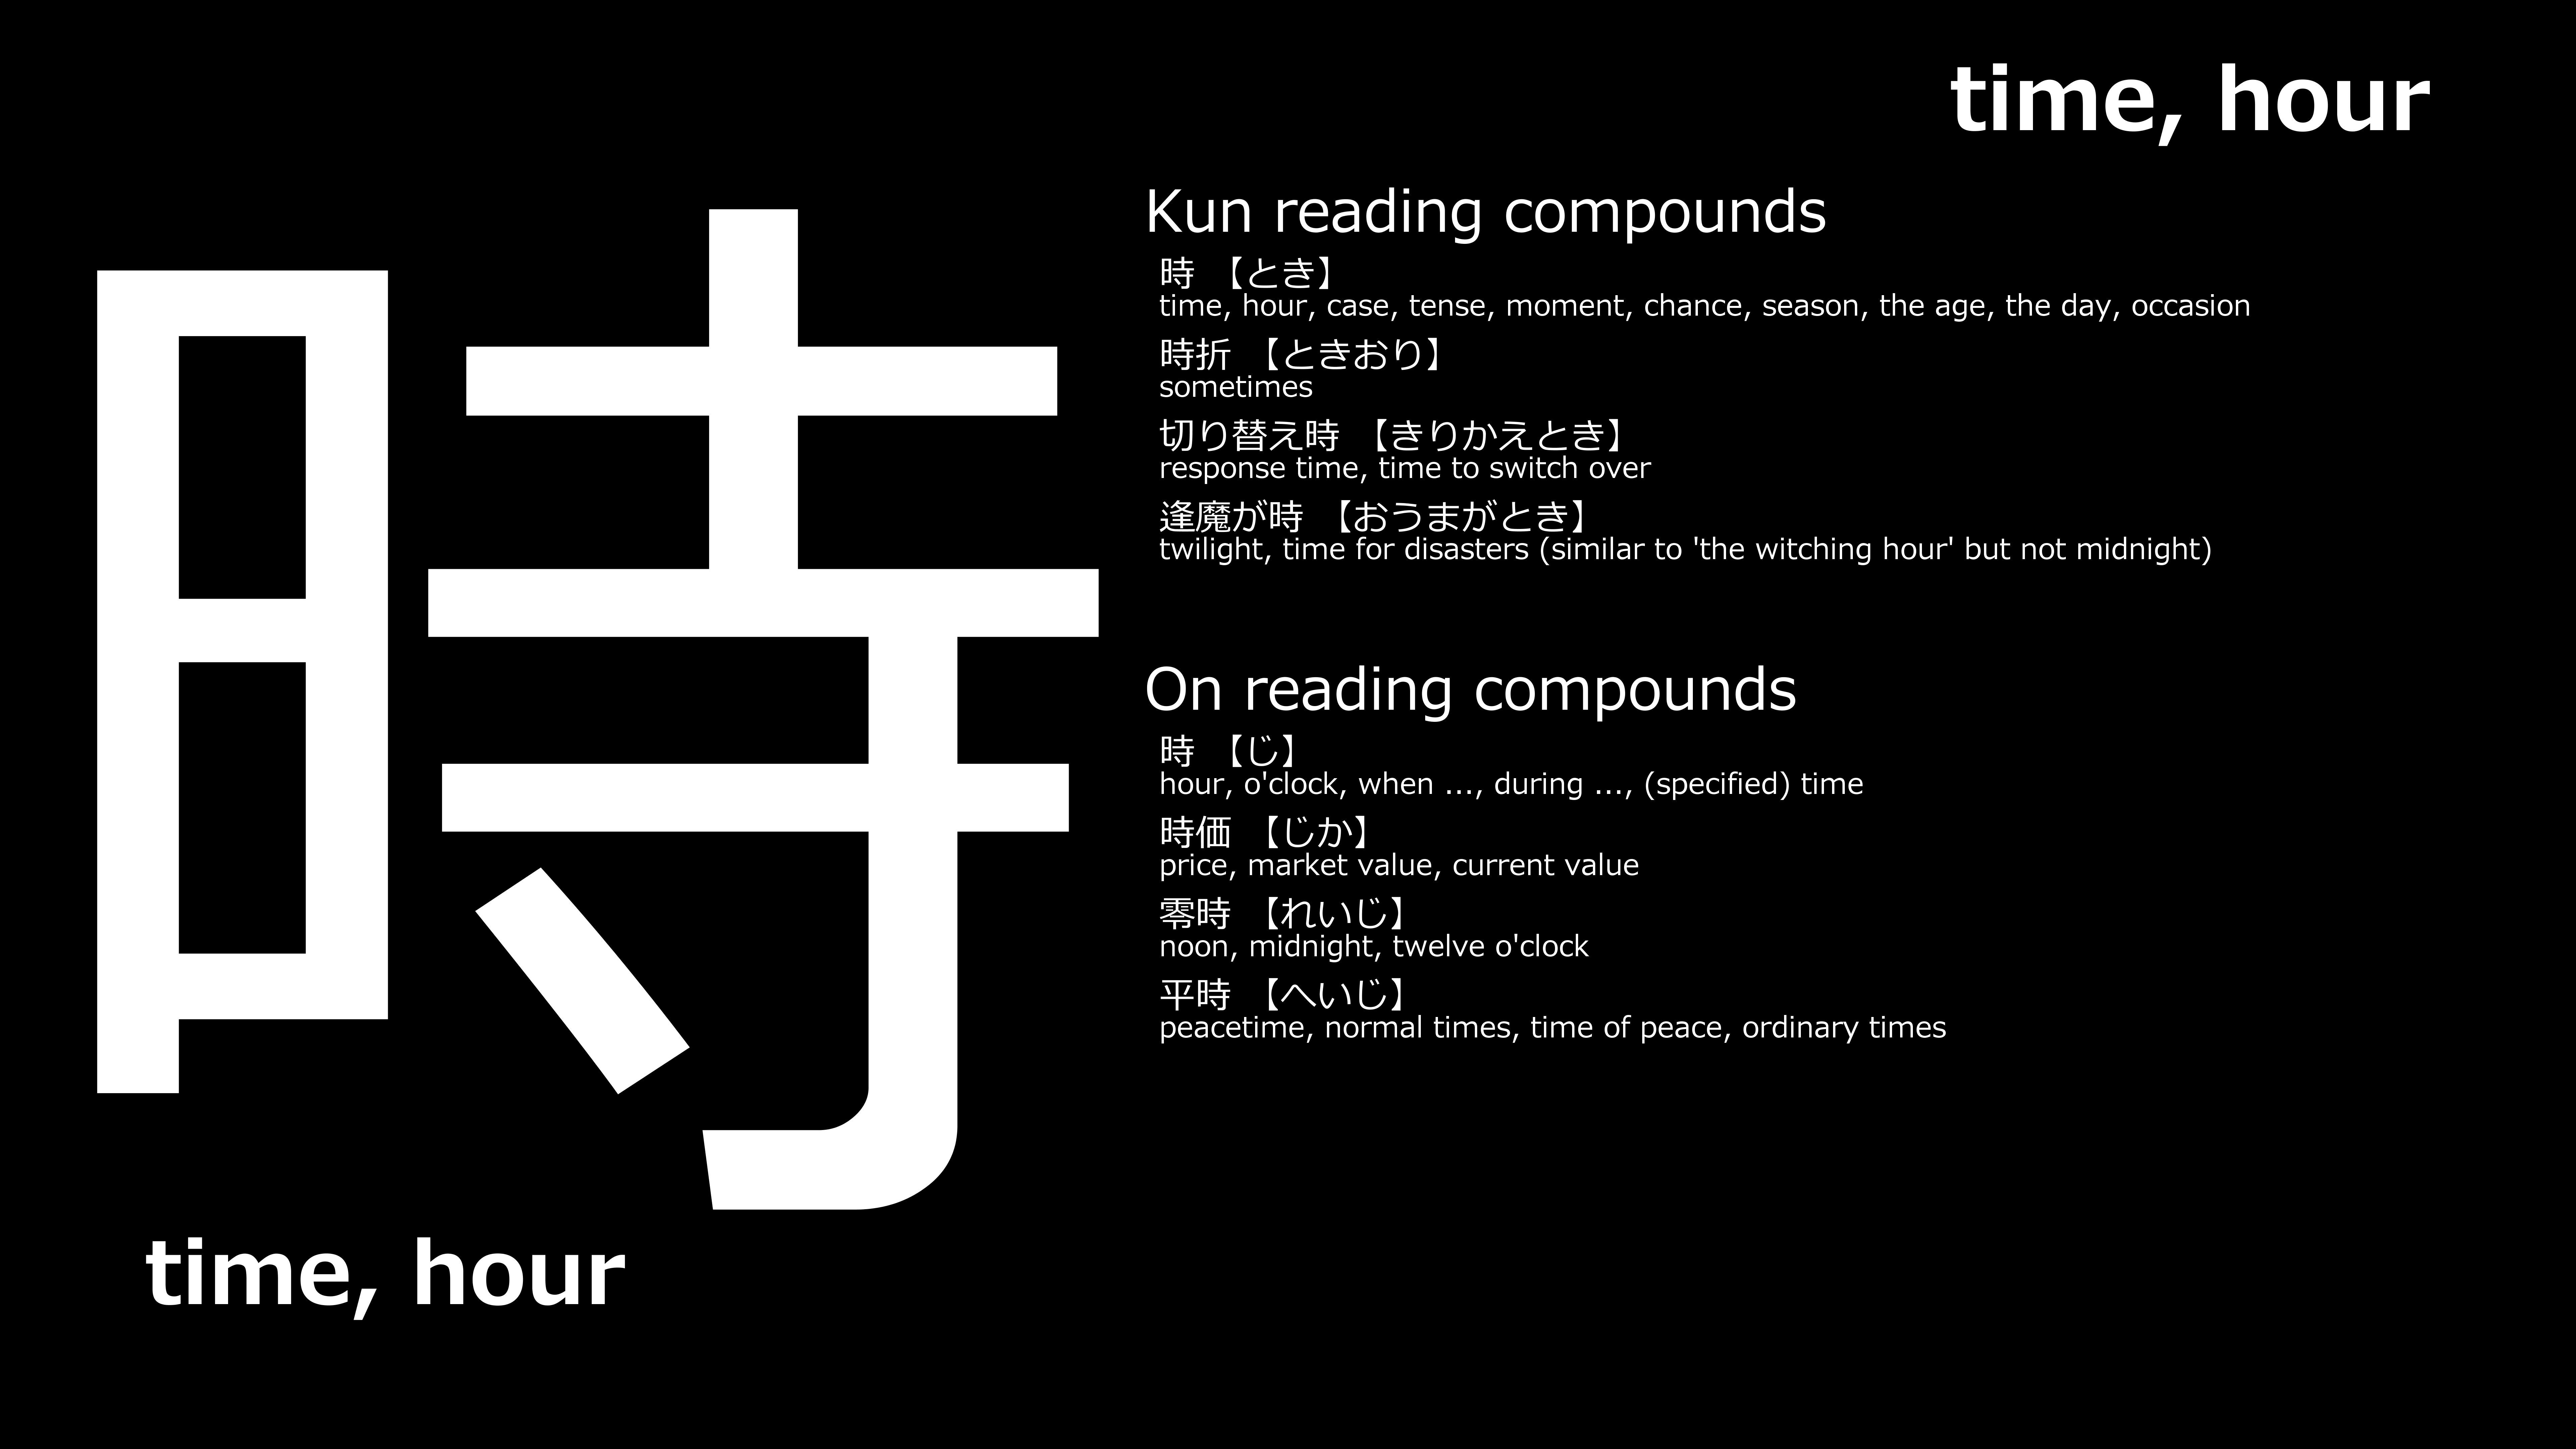 time, hour
時
time, hour
Kun reading compounds
時 【とき】
time, hour, case, tense, moment, chance, season, the age, the day, occasion
時折 【ときおり】
sometimes
切り替え時 【きりかえとき】
response time, time to switch over
逢魔が時 【おうまがとき】
twilight, time for disasters (similar to 'the witching hour' but not midnight)
On reading compounds
時 【じ】
hour, o'clock, when ..., during ..., (specified) time
時価 【じか】
price, market value, current value
零時 【れいじ】
noon, midnight, twelve o'clock
平時 【へいじ】
peacetime, normal times, time of peace, ordinary times